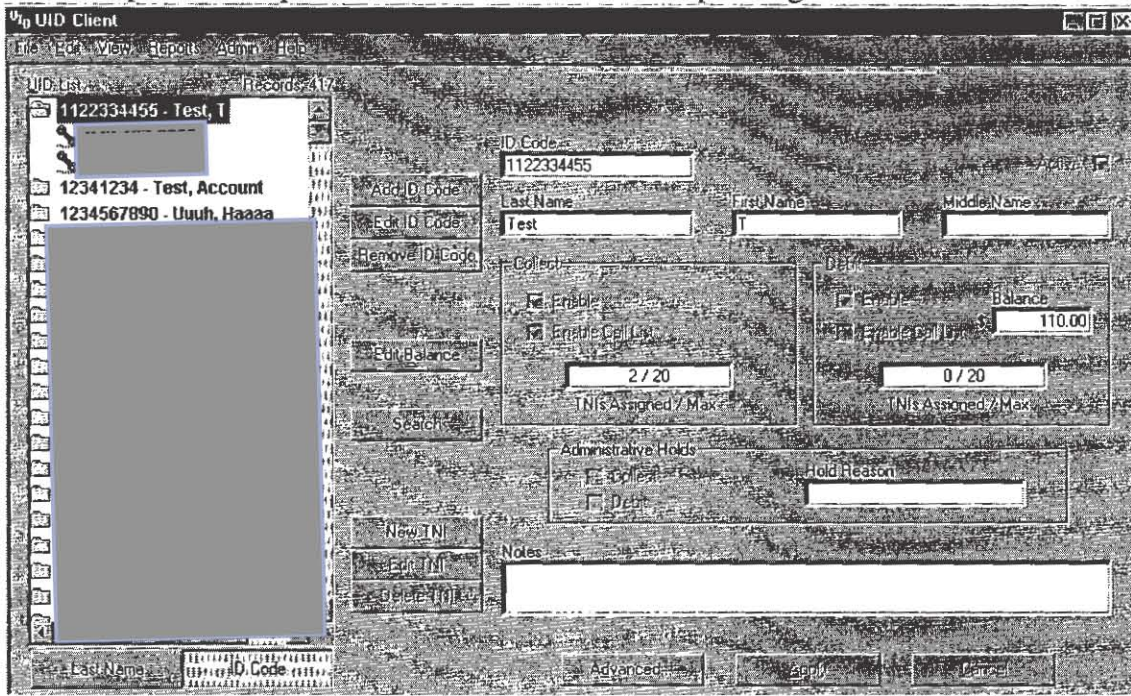 UID Client
File Edit View Reports Admin Help
UID List Records: 417
1122334455 - Test, T
12341234 - Test, Account
1234567890 - Uuuh, Haaaa
Last Name ID Code
Add ID Code
Edit ID Code
Remove ID Code
Edit Balance
Search
New TNI
Edit TNI
Delete TNI
ID Code
1122334455
Active
Last Name First Name Middle Name
Test T
Collect
Enable
Enable Call List
2 / 20
TNIs Assigned / Max
Debit
Enable
Balance
$ 110.00
Enable Call List
0 / 20
TNIs Assigned / Max
Administrative Holds
Collect
Debit
Hold Reason
Notes
Advanced Apply Cancel